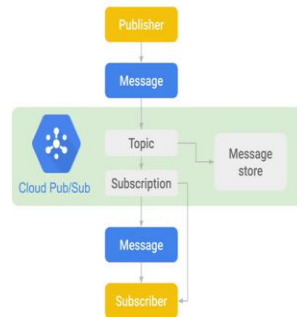 Publisher
Message
Topic
Message
store
Cloud Pub/Sub
Subscription
Message
Subscriber